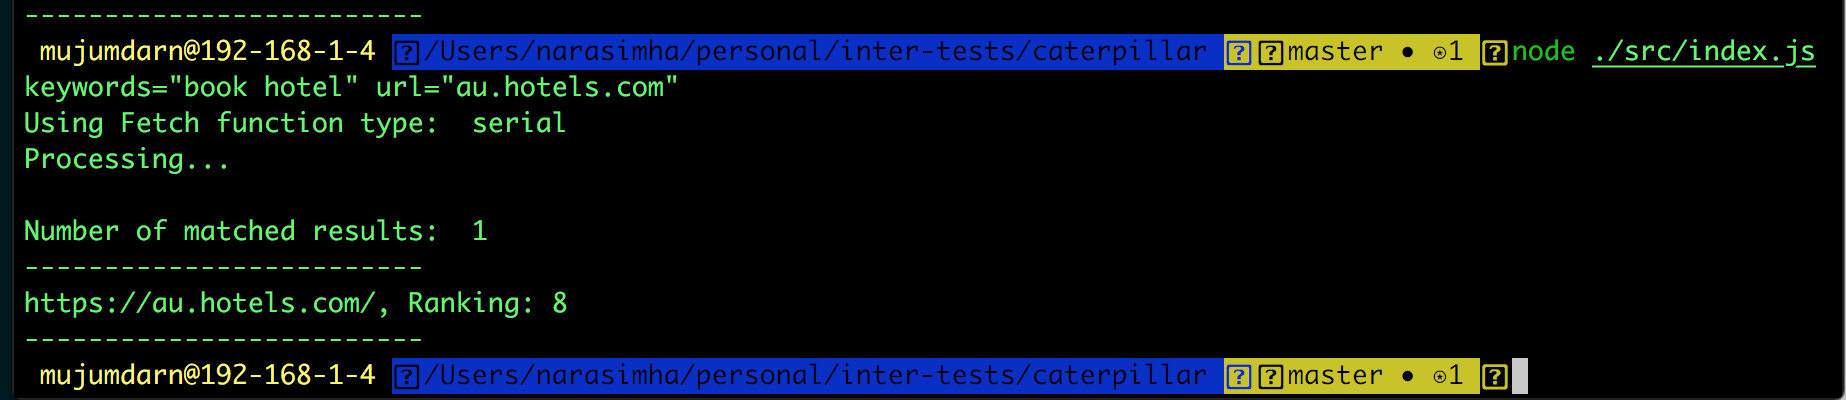 --------------------------
mujumdarn@192-168-1-4 /Users/narasimha/personal/inter-tests/caterpillar master • ⍟1 node ./src/index.js
keywords="book hotel" url="au.hotels.com"
Using Fetch function type:  serial
Processing...
Number of matched results:  1
--------------------------
https://au.hotels.com/, Ranking: 8
--------------------------
mujumdarn@192-168-1-4 /Users/narasimha/personal/inter-tests/caterpillar master • ⍟1